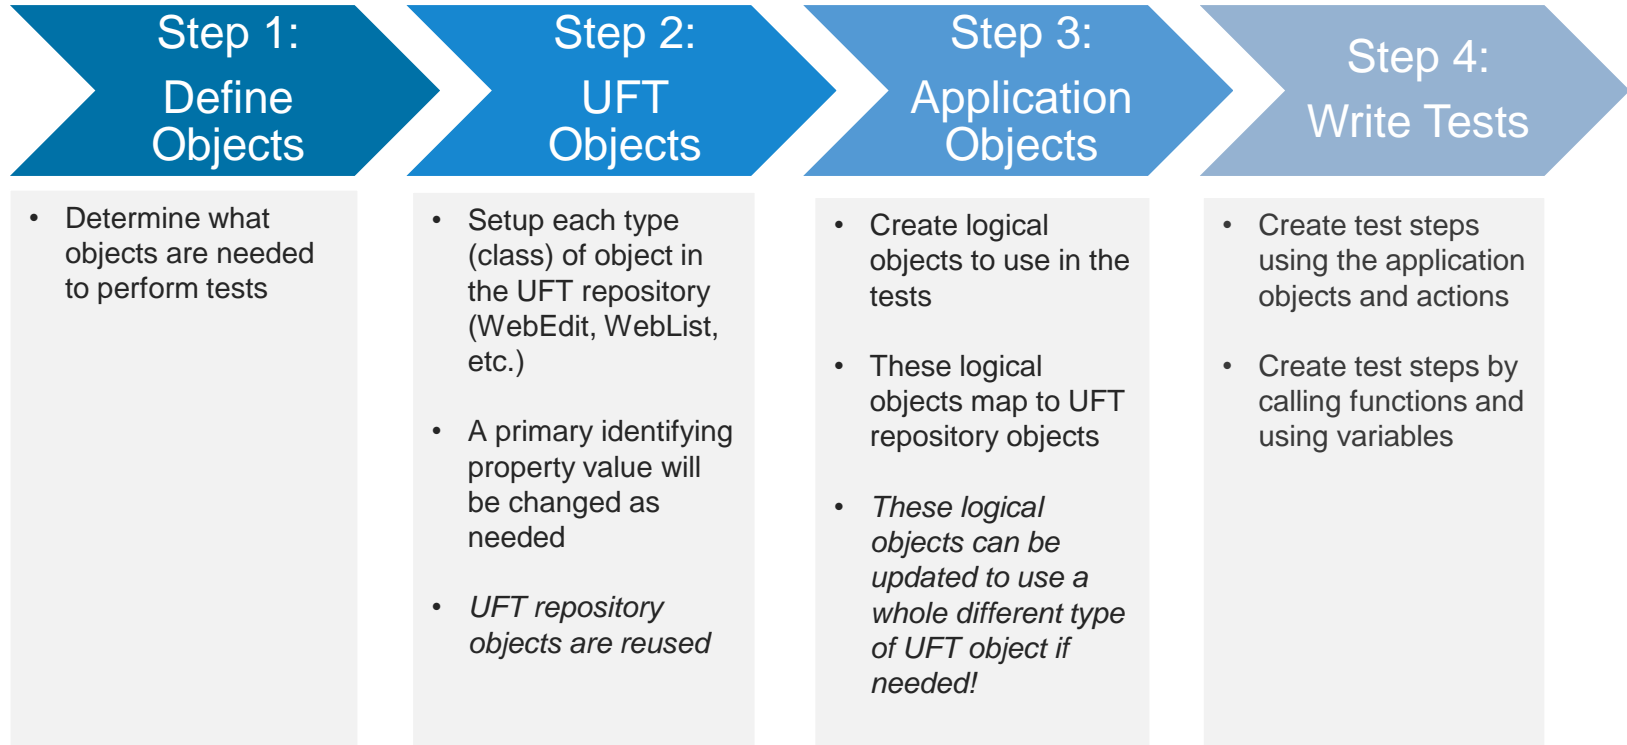 Step 1:
Define
Objects
Step 2:
UFT
Objects
Step 3:
Application
Objects
Step 4:
Write Tests
• Determine what
objects are needed
to perform tests
• Setup each type
(class) of object in
the UFT repository
(WebEdit, WebList,
etc.)
• A primary identifying
property value will
be changed as
needed
• UFT repository
objects are reused
• Create logical
objects to use in the
tests
• These logical
objects map to UFT
repository objects
• These logical
objects can be
updated to use a
whole different type
of UFT object if
needed!
• Create test steps
using the application
objects and actions
• Create test steps by
calling functions and
using variables